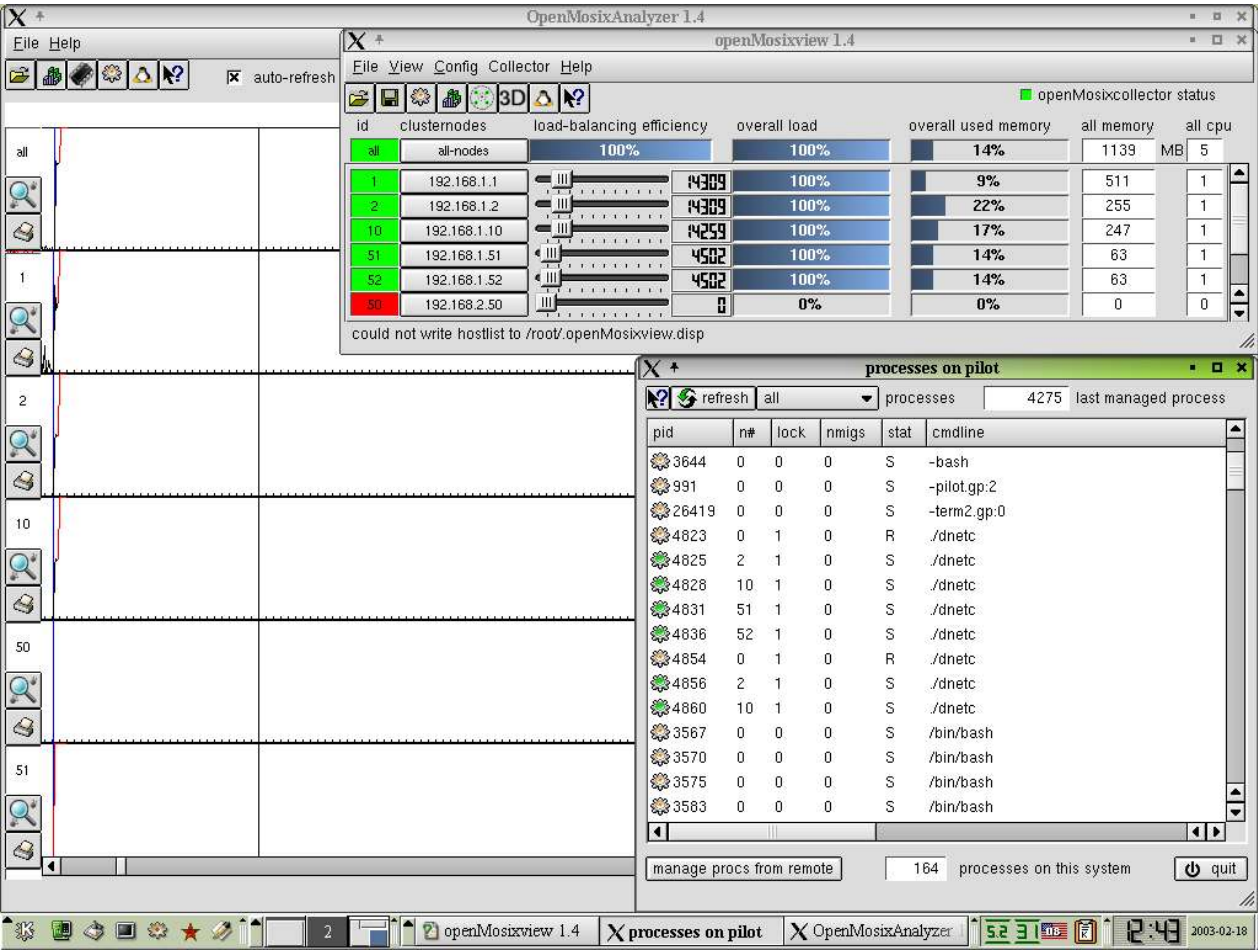 OpenMosixAnalyzer 1.4
File Help
auto-refresh
all
1
2
10
50
51
openMosixview 1.4
File View Config Collector Help
3D
openMosixcollector status
id clusternodes load-balancing efficiency overall load overall used memory all memory all cpu
all all-nodes 100% 100% 14% 1139 MB 5
1 192.168.1.1 14309 100% 9% 511 1
2 192.168.1.2 14309 100% 22% 255 1
10 192.168.1.10 14259 100% 17% 247 1
51 192.168.1.51 4502 100% 14% 63 1
52 192.168.1.52 4502 100% 14% 63 1
50 192.168.2.50 0 0% 0% 0 0
could not write hostlist to /root/.openMosixview.disp
processes on pilot
refresh all processes 4275 last managed process
pid n# lock nmigs stat cmdline
3644 0 0 0 S -bash
991 0 0 0 S -pilot.gp:2
26419 0 0 0 S -term2.gp:0
4823 0 1 0 R ./dnetc
4825 2 1 0 S ./dnetc
4828 10 1 0 S ./dnetc
4831 51 1 0 S ./dnetc
4836 52 1 0 S ./dnetc
4854 0 1 0 R ./dnetc
4856 2 1 0 S ./dnetc
4860 10 1 0 S ./dnetc
3567 0 0 0 S /bin/bash
3570 0 0 0 S /bin/bash
3575 0 0 0 S /bin/bash
3583 0 0 0 S /bin/bash
manage procs from remote 164 processes on this system quit
2 openMosixview 1.4 processes on pilot OpenMosixAnalyzer 12:43 2003-02-18